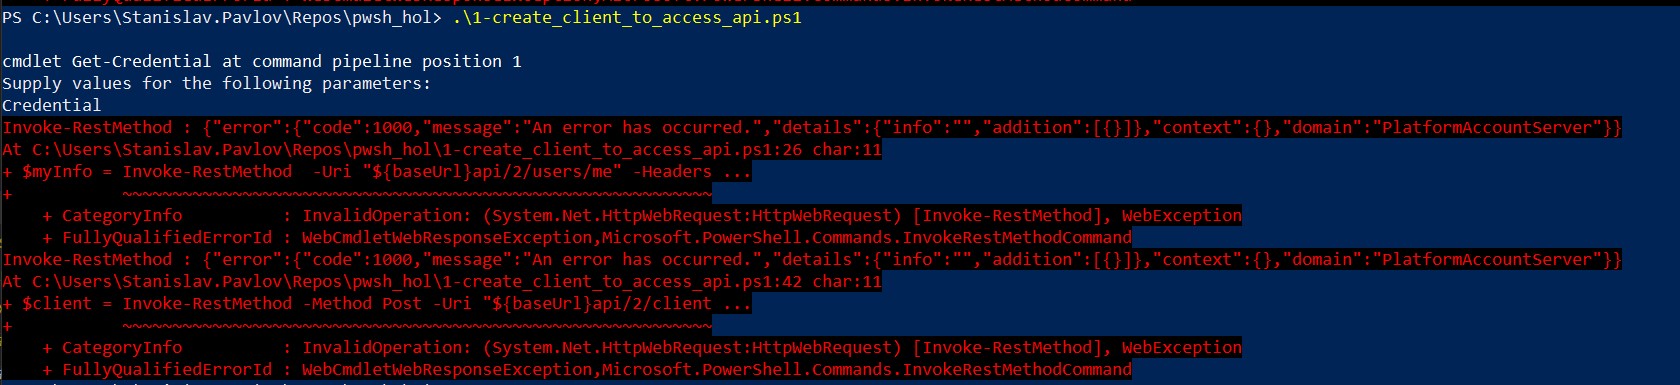 PS C:\Users\Stanislav.Pavlov\Repos\pwsh_hol> .\1-create_client_to_access_api.ps1
cmdlet Get-Credential at command pipeline position 1
Supply values for the following parameters:
Credential
Invoke-RestMethod : {"error":{"code":1000,"message":"An error has occurred.","details":{"info":"","addition":[{}]},"context":{},"domain":"PlatformAccountServer"}}
At C:\Users\Stanislav.Pavlov\Repos\pwsh_hol\1-create_client_to_access_api.ps1:26 char:11
+ $myInfo = Invoke-RestMethod  -Uri "${baseUrl}api/2/users/me" -Headers ...
+           ~~~~~~~~~~~~~~~~~~~~~~~~~~~~~~~~~~~~~~~~~~~~~~~~~~~~~~~~~~~
    + CategoryInfo          : InvalidOperation: (System.Net.HttpWebRequest:HttpWebRequest) [Invoke-RestMethod], WebException
    + FullyQualifiedErrorId : WebCmdletWebResponseException,Microsoft.PowerShell.Commands.InvokeRestMethodCommand
Invoke-RestMethod : {"error":{"code":1000,"message":"An error has occurred.","details":{"info":"","addition":[{}]},"context":{},"domain":"PlatformAccountServer"}}
At C:\Users\Stanislav.Pavlov\Repos\pwsh_hol\1-create_client_to_access_api.ps1:42 char:11
+ $client = Invoke-RestMethod -Method Post -Uri "${baseUrl}api/2/client ...
+           ~~~~~~~~~~~~~~~~~~~~~~~~~~~~~~~~~~~~~~~~~~~~~~~~~~~~~~~~~~~
    + CategoryInfo          : InvalidOperation: (System.Net.HttpWebRequest:HttpWebRequest) [Invoke-RestMethod], WebException
    + FullyQualifiedErrorId : WebCmdletWebResponseException,Microsoft.PowerShell.Commands.InvokeRestMethodCommand